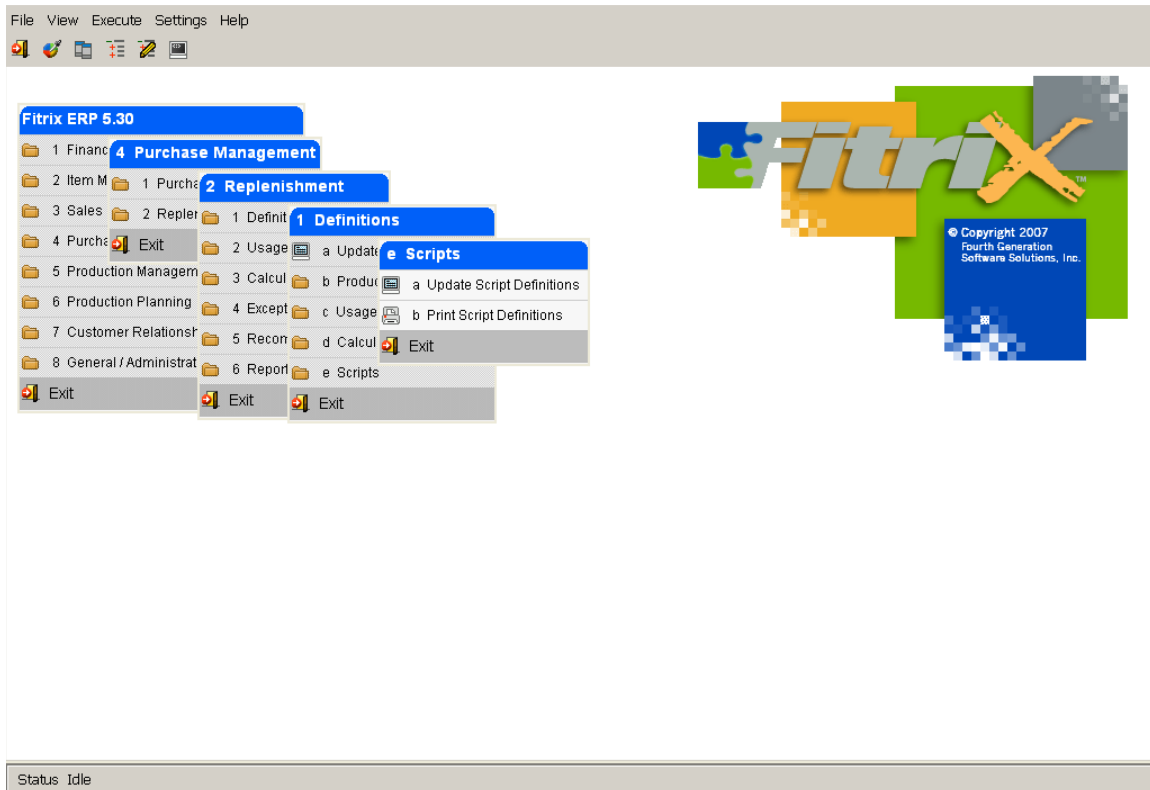 File View Execute Settings Help
Fitrix ERP 5.30
1 Financ
2 Item M
3 Sales
4 Purcha
5 Production Managem
6 Production Planning
7 Customer Relationsh
8 General / Administrat
Exit
4 Purchase Management
1 Purcha
2 Repler
Exit
2 Replenishment
1 Definit
2 Usage
3 Calcul
4 Except
5 Recom
6 Report
Exit
1 Definitions
a Update
b Produc
c Usage
d Calcul
e Scripts
Exit
e Scripts
a Update Script Definitions
b Print Script Definitions
Exit
Fitrix™
© Copyright 2007
Fourth Generation
Software Solutions, Inc.
Status Idle